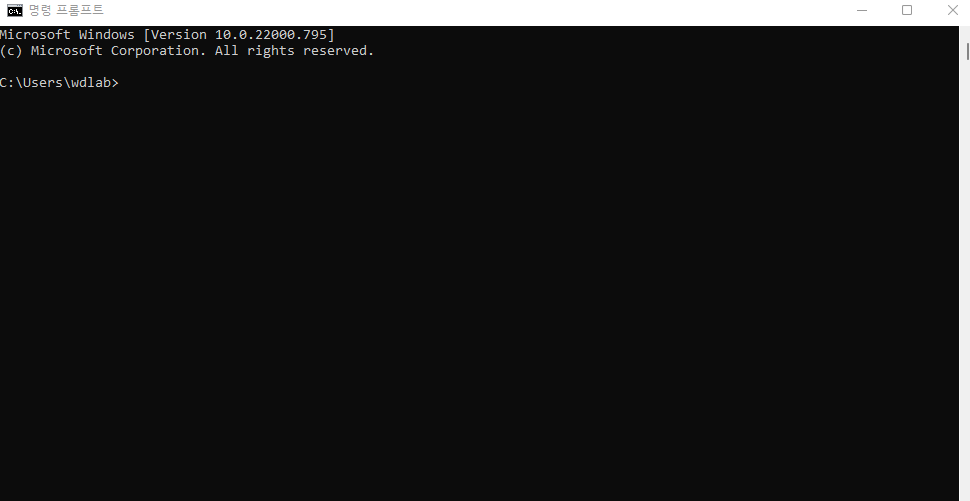 명령 프롬프트
Microsoft Windows [Version 10.0.22000.795]
(c) Microsoft Corporation. All rights reserved.
C:\Users\wdlab>